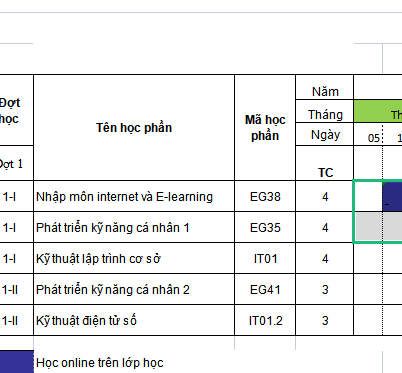 Năm
Đợt học Tên học phần Mã học phần Tháng Th
Ngày 05
Đợt 1 TC
1-I Nhập môn internet và E-learning EG38 4
1-I Phát triển kỹ năng cá nhân 1 EG35 4
1-I Kỹ thuật lập trình cơ sở IT01 4
1-II Phát triển kỹ năng cá nhân 2 EG41 3
1-II Kỹ thuật điện tử số IT01.2 3
Học online trên lớp học